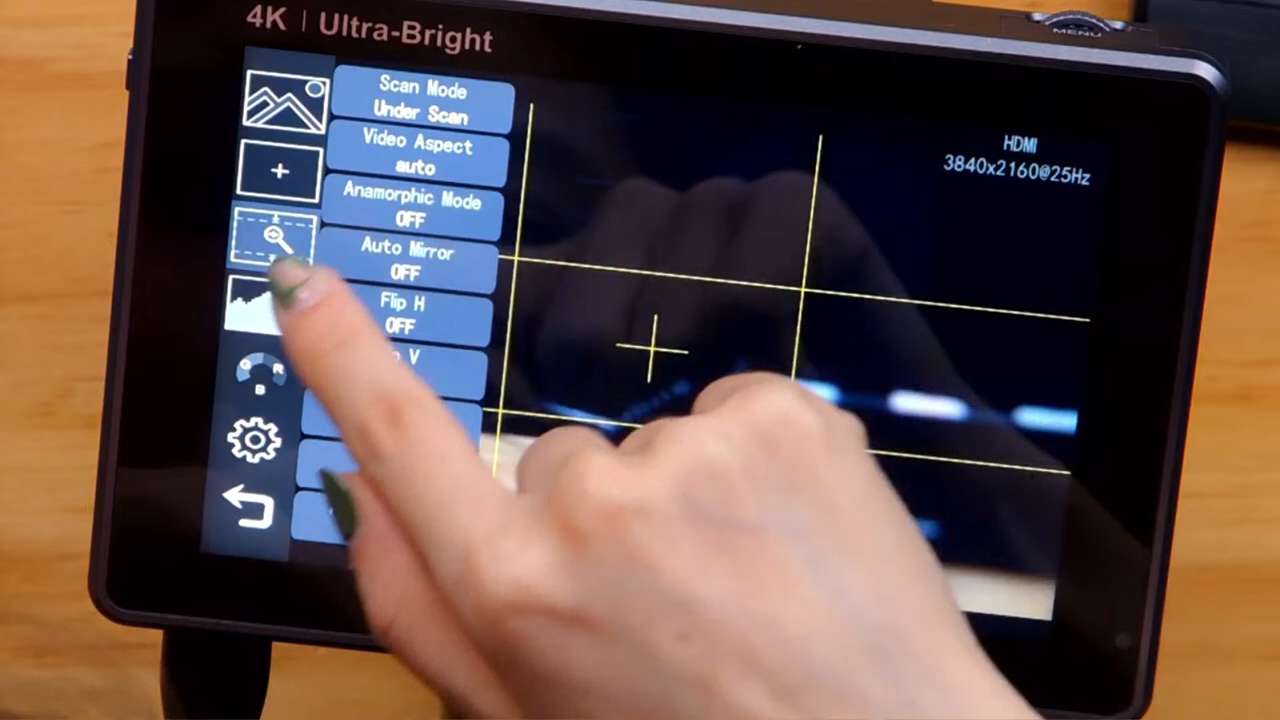 4K | Ultra-Bright
MENU
Scan Mode
Under Scan
Video Aspect
auto
Anamorphic Mode
OFF
Auto Mirror
OFF
Flip H
OFF
V
HDMI
3840x2160@25Hz
G R
B